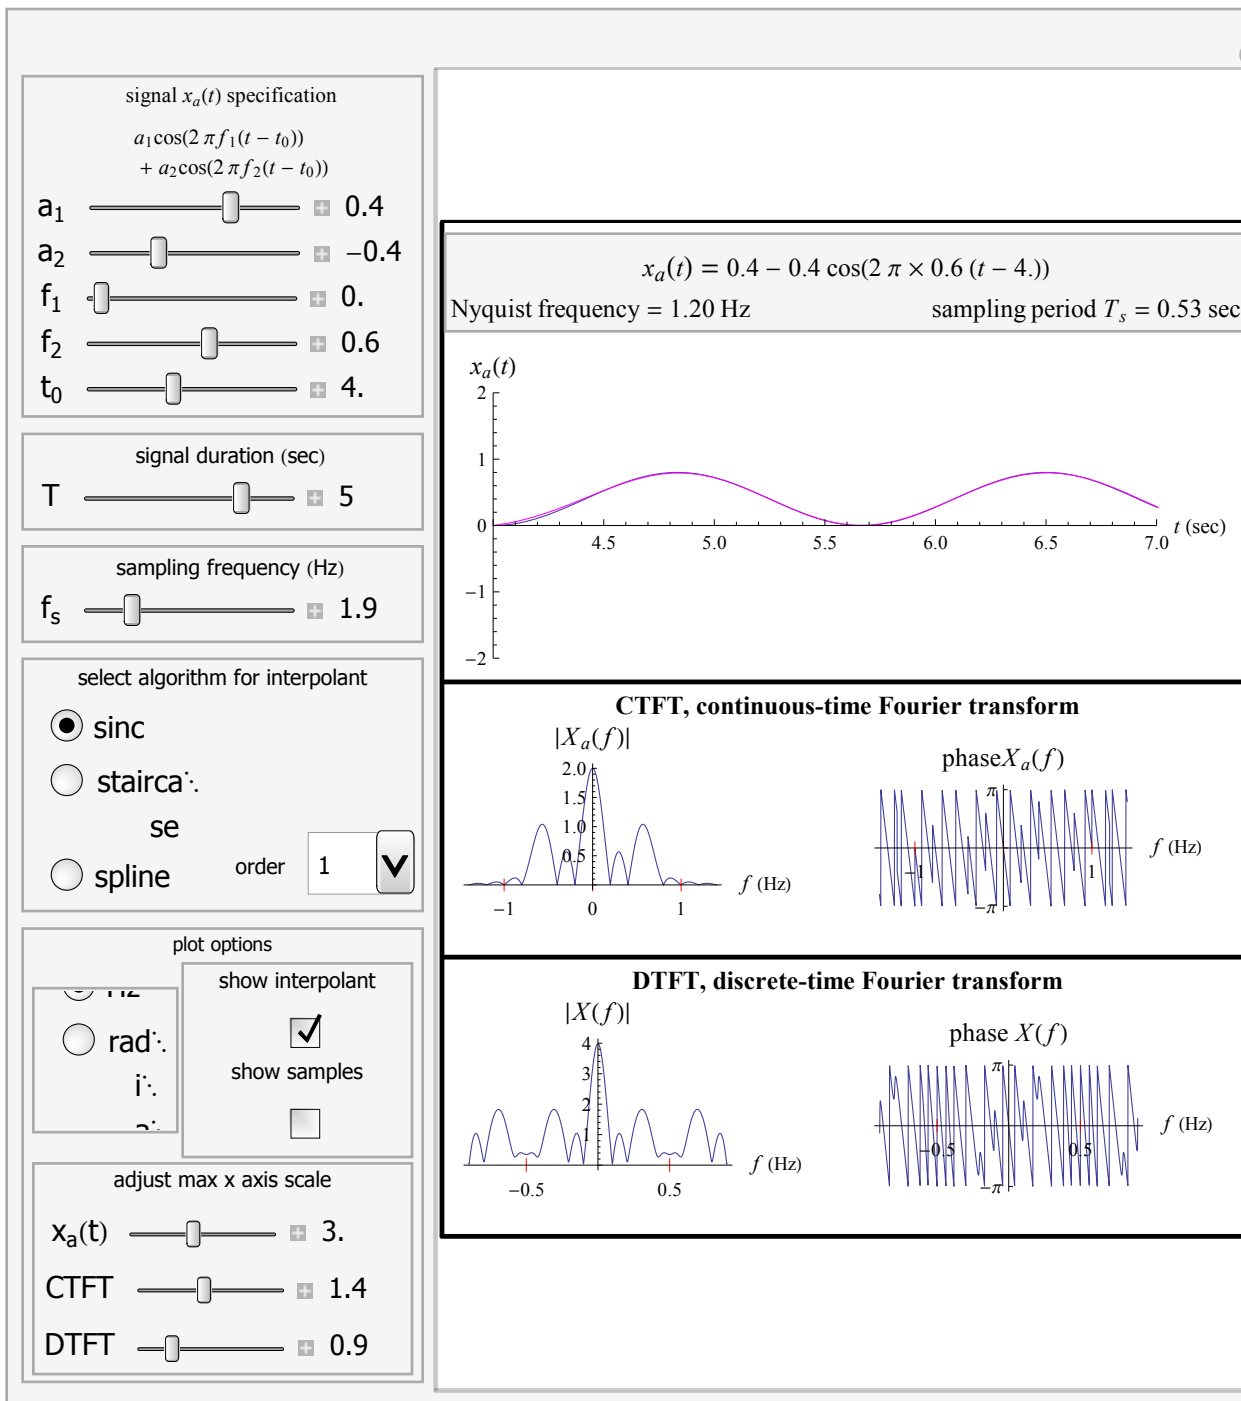 signal xₐ(t) specification
a₁cos(2 π f₁(t − t₀))
+ a₂cos(2 π f₂(t − t₀))
a₁ 0.4
a₂ −0.4
f₁ 0.
f₂ 0.6
t₀ 4.
signal duration (sec)
T 5
sampling frequency (Hz)
fₛ 1.9
select algorithm for interpolant
sinc
stairca⋱
se
spline
order 1
plot options
Hz
rad⋱
i⋱
a⋱
show interpolant
show samples
adjust max x axis scale
xₐ(t) 3.
CTFT 1.4
DTFT 0.9
xₐ(t) = 0.4 − 0.4 cos(2 π × 0.6 (t − 4.))
Nyquist frequency = 1.20 Hz
sampling period Tₛ = 0.53 sec
xₐ(t)
2
1
0
−1
−2
4.5 5.0 5.5 6.0 6.5 7.0
t (sec)
CTFT, continuous-time Fourier transform
|Xₐ(f)|
2.0
1.5
1.0
0.5
−1 0 1
f (Hz)
phaseXₐ(f)
π
−1 1
−π
f (Hz)
DTFT, discrete-time Fourier transform
|X(f)|
4
3
2
1
−0.5 0.5
f (Hz)
phase X(f)
π
−0.5 0.5
−π
f (Hz)